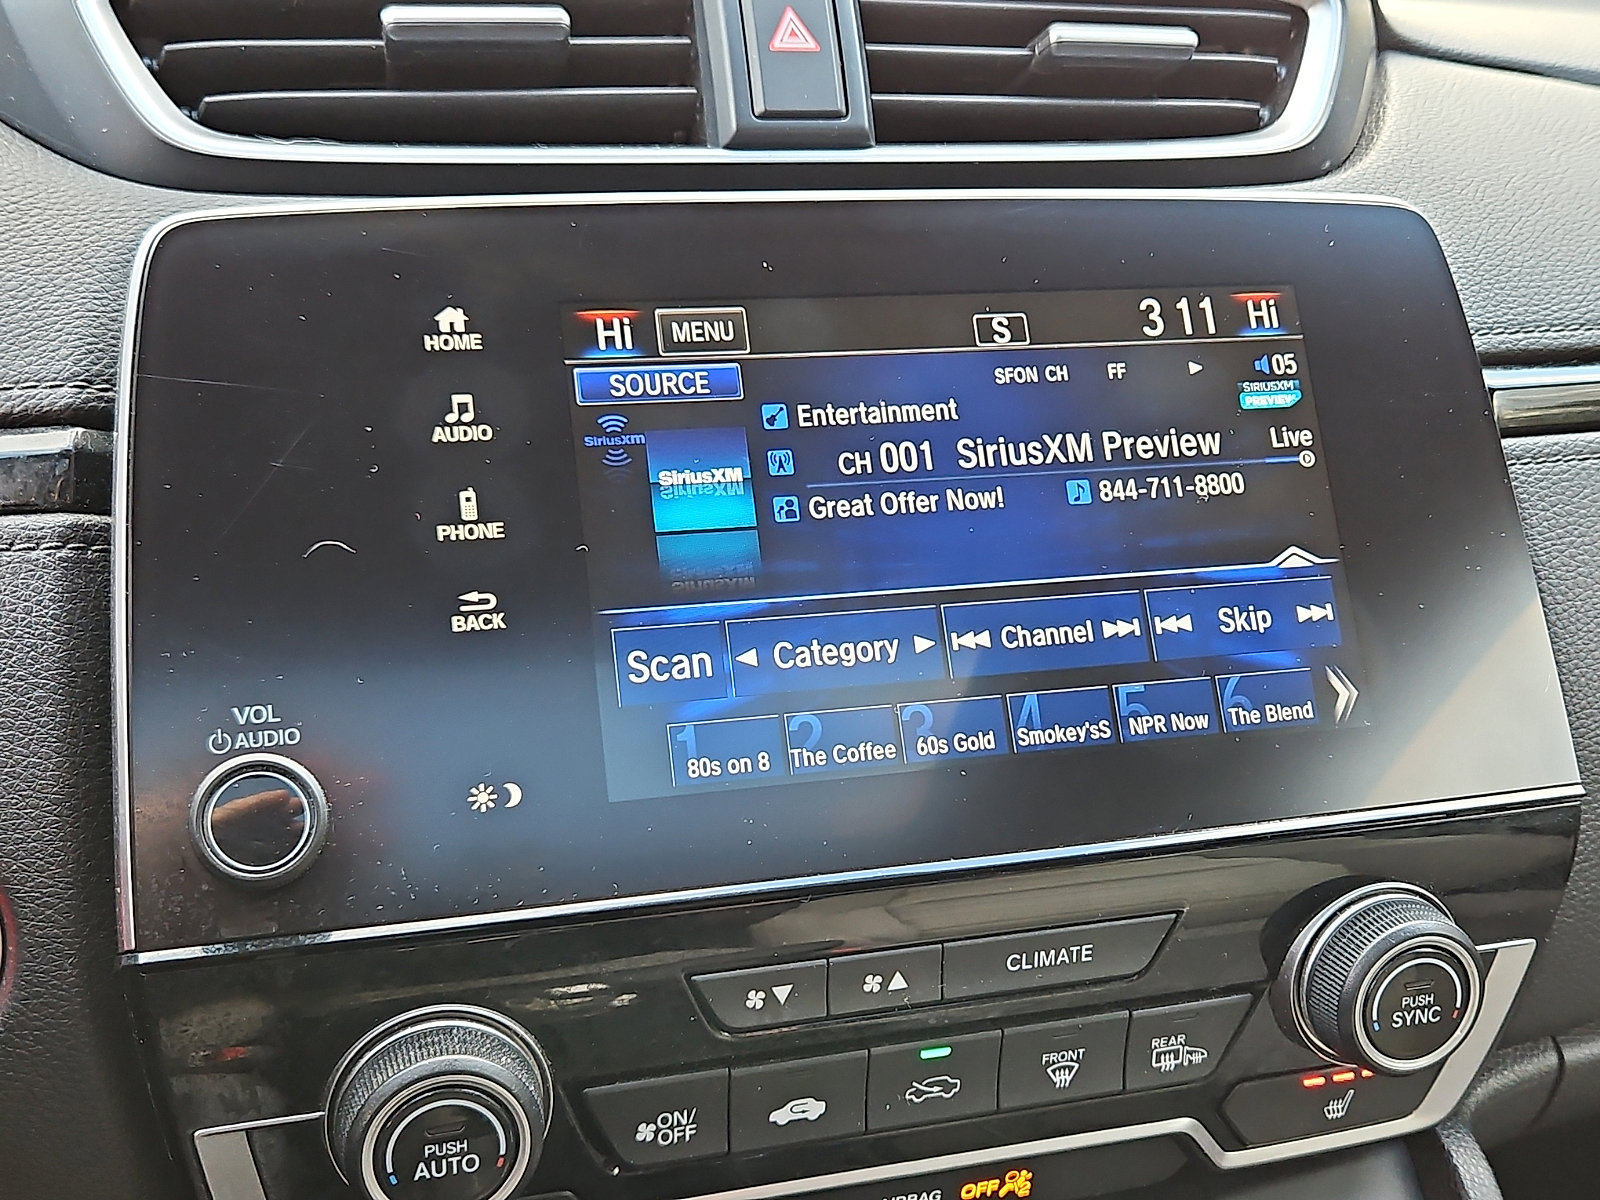 HOME
AUDIO
PHONE
BACK
VOL
AUDIO
Hi MENU S 3 11 Hi
SOURCE SFON CH FF 05
SIRIUSXM
PREVIEW
SiriusXM
SiriusXM
Entertainment
CH 001 SiriusXM Preview Live
Great Offer Now! 844-711-8800
Scan Category Channel Skip
1 80s on 8
2 The Coffee
3 60s Gold
4 Smokey'sS
5 NPR Now
6 The Blend
CLIMATE
PUSH
AUTO
ON/
OFF
FRONT
REAR
PUSH
SYNC
OFF 2